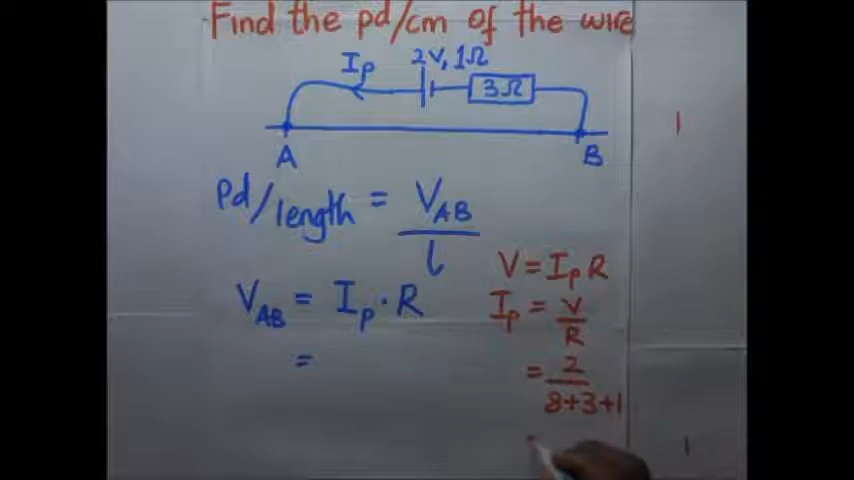 Find the pd/cm of the wire
2V, 1Ω
Ip
3Ω
A
B
Pd/length = VAB/l
V = IpR
VAB = Ip · R
Ip = V/R
=
= 2/8+3+1